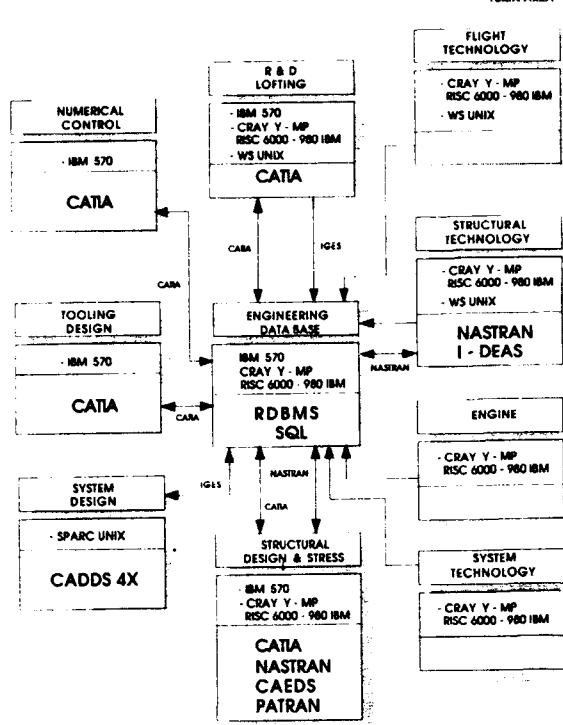 FLIGHT
TECHNOLOGY
- CRAY Y - MP
RISC 6000 - 980 IBM
- WS UNIX
R & D
LOFTING
- IBM 570
- CRAY Y - MP
RISC 6000 - 980 IBM
- WS UNIX
CATIA
NUMERICAL
CONTROL
- IBM 570
CATIA
CATIA
IGES
CATIA
STRUCTURAL
TECHNOLOGY
- CRAY Y - MP
RISC 6000 - 980 IBM
- WS UNIX
NASTRAN
I - DEAS
TOOLING
DESIGN
- IBM 570
CATIA
CATIA
ENGINEERING
DATA BASE
IBM 570
CRAY Y - MP
RISC 6000 - 980 IBM
RDBMS
SQL
NASTRAN
ENGINE
- CRAY Y - MP
RISC 6000 - 980 IBM
SYSTEM
DESIGN
- SPARC UNIX
CADDS 4X
IGES
NASTRAN
CATIA
STRUCTURAL
DESIGN & STRESS
- IBM 570
- CRAY Y - MP
RISC 6000 - 980 IBM
CATIA
NASTRAN
CAEDS
PATRAN
SYSTEM
TECHNOLOGY
- CRAY Y - MP
RISC 6000 - 980 IBM